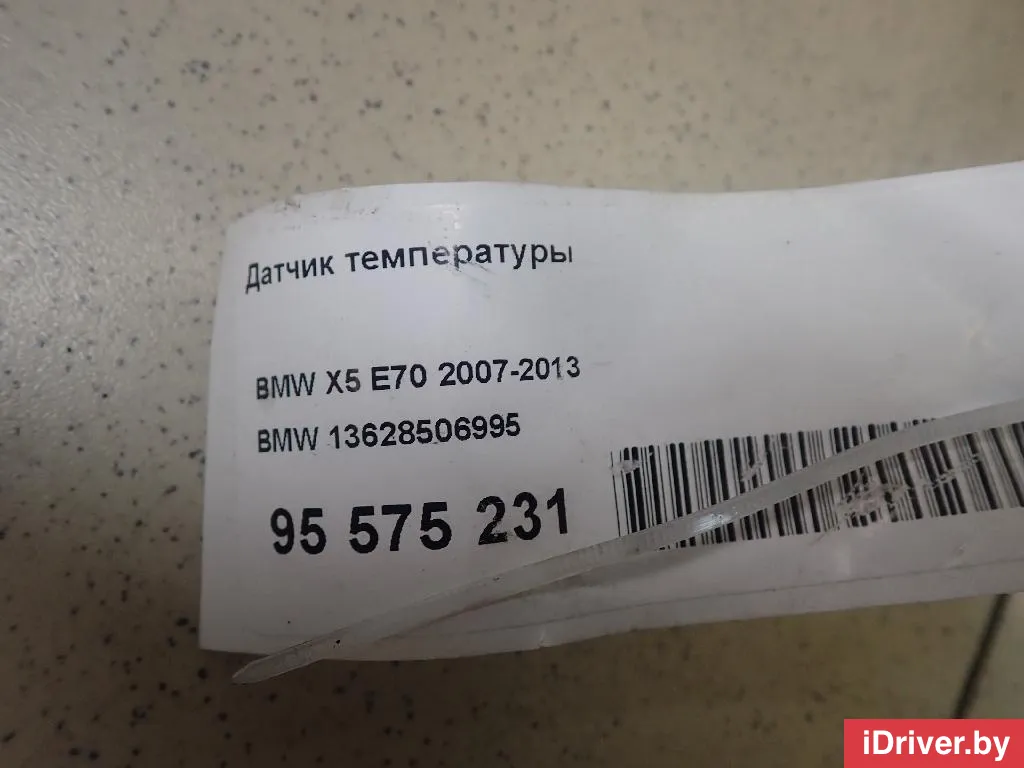 Датчик температуры
BMW X5 E70 2007-2013
BMW 13628506995
95 575 231
iDriver.by